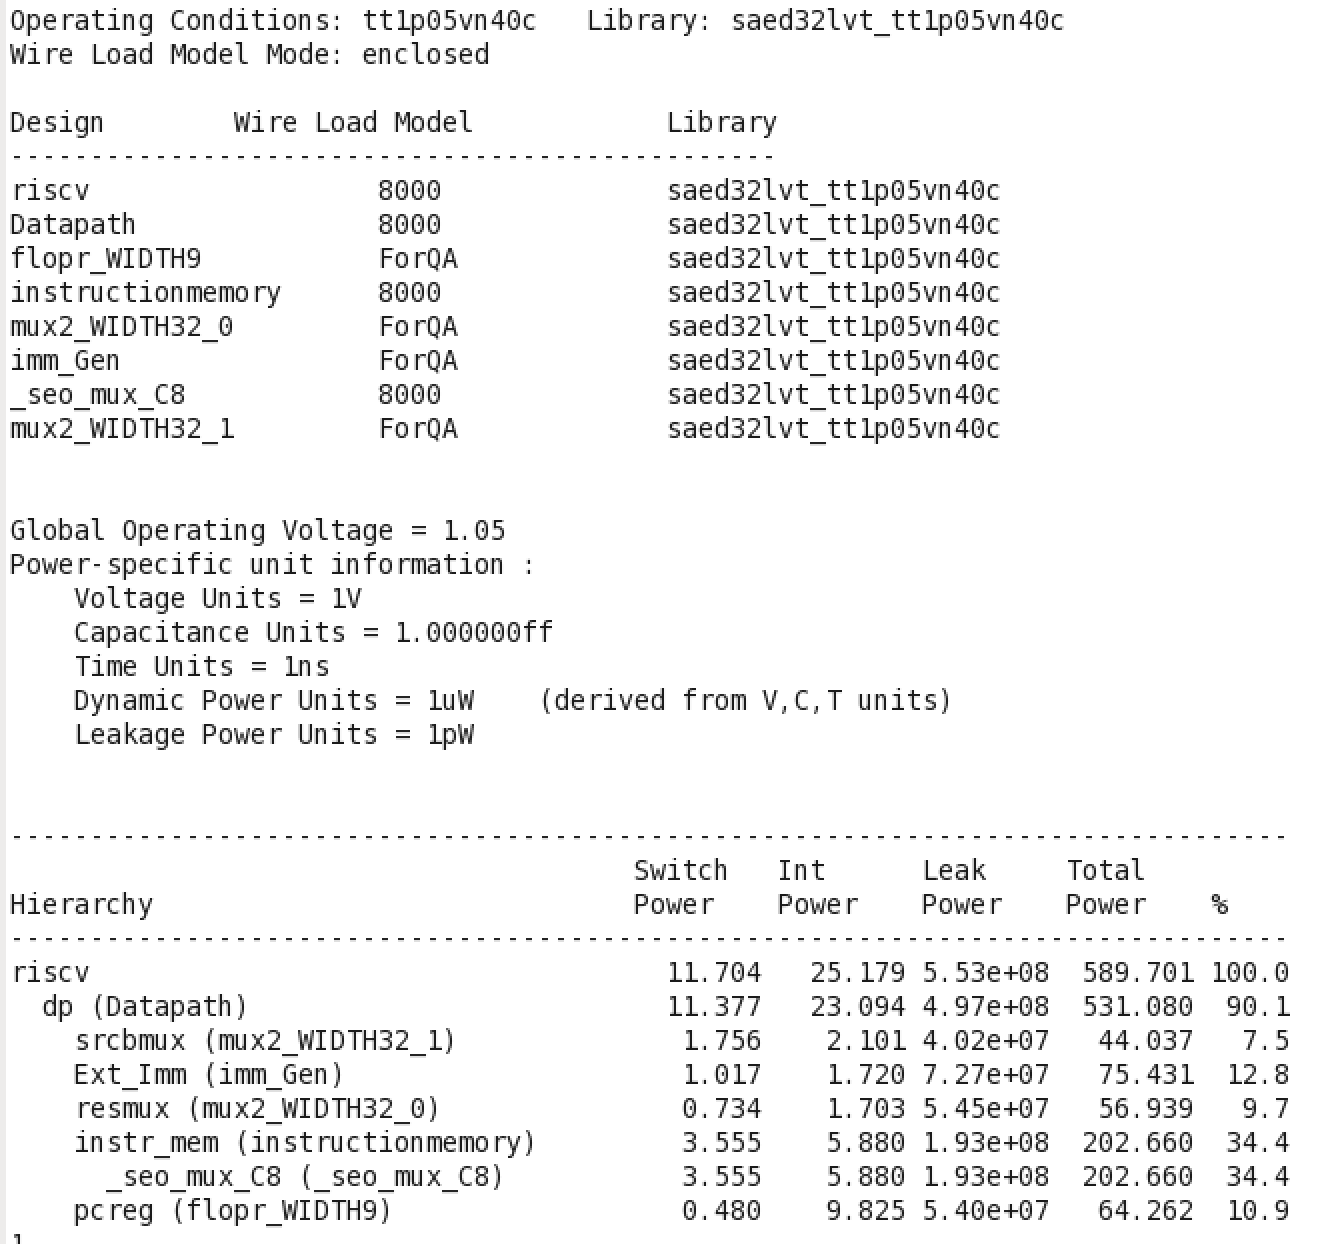 Operating Conditions: tt1p05vn40c   Library: saed32lvt_tt1p05vn40c
Wire Load Model Mode: enclosed
Design        Wire Load Model            Library
------------------------------------------------
riscv                  8000              saed32lvt_tt1p05vn40c
Datapath               8000              saed32lvt_tt1p05vn40c
flopr_WIDTH9           ForQA             saed32lvt_tt1p05vn40c
instructionmemory      8000              saed32lvt_tt1p05vn40c
mux2_WIDTH32_0         ForQA             saed32lvt_tt1p05vn40c
imm_Gen                ForQA             saed32lvt_tt1p05vn40c
_seo_mux_C8            8000              saed32lvt_tt1p05vn40c
mux2_WIDTH32_1         ForQA             saed32lvt_tt1p05vn40c
Global Operating Voltage = 1.05
Power-specific unit information :
    Voltage Units = 1V
    Capacitance Units = 1.000000ff
    Time Units = 1ns
    Dynamic Power Units = 1uW    (derived from V,C,T units)
    Leakage Power Units = 1pW
--------------------------------------------------------------------------------
                                       Switch   Int      Leak     Total
Hierarchy                              Power    Power    Power    Power    %
--------------------------------------------------------------------------------
riscv                                    11.704   25.179 5.53e+08  589.701 100.0
  dp (Datapath)                          11.377   23.094 4.97e+08  531.080  90.1
    srcbmux (mux2_WIDTH32_1)              1.756    2.101 4.02e+07   44.037   7.5
    Ext_Imm (imm_Gen)                     1.017    1.720 7.27e+07   75.431  12.8
    resmux (mux2_WIDTH32_0)               0.734    1.703 5.45e+07   56.939   9.7
    instr_mem (instructionmemory)         3.555    5.880 1.93e+08  202.660  34.4
      _seo_mux_C8 (_seo_mux_C8)           3.555    5.880 1.93e+08  202.660  34.4
    pcreg (flopr_WIDTH9)                  0.480    9.825 5.40e+07   64.262  10.9
1